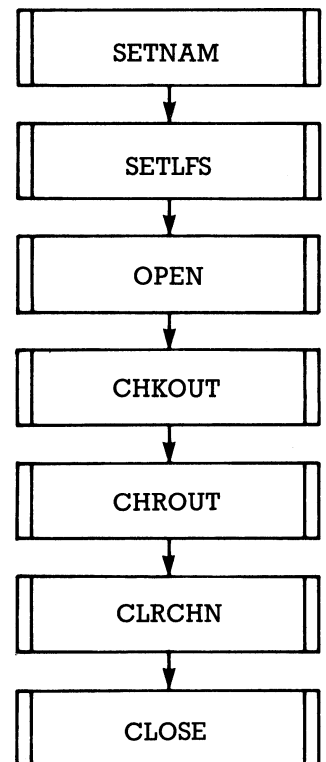 SETNAM
SETLFS
OPEN
CHKOUT
CHROUT
CLRCHN
CLOSE